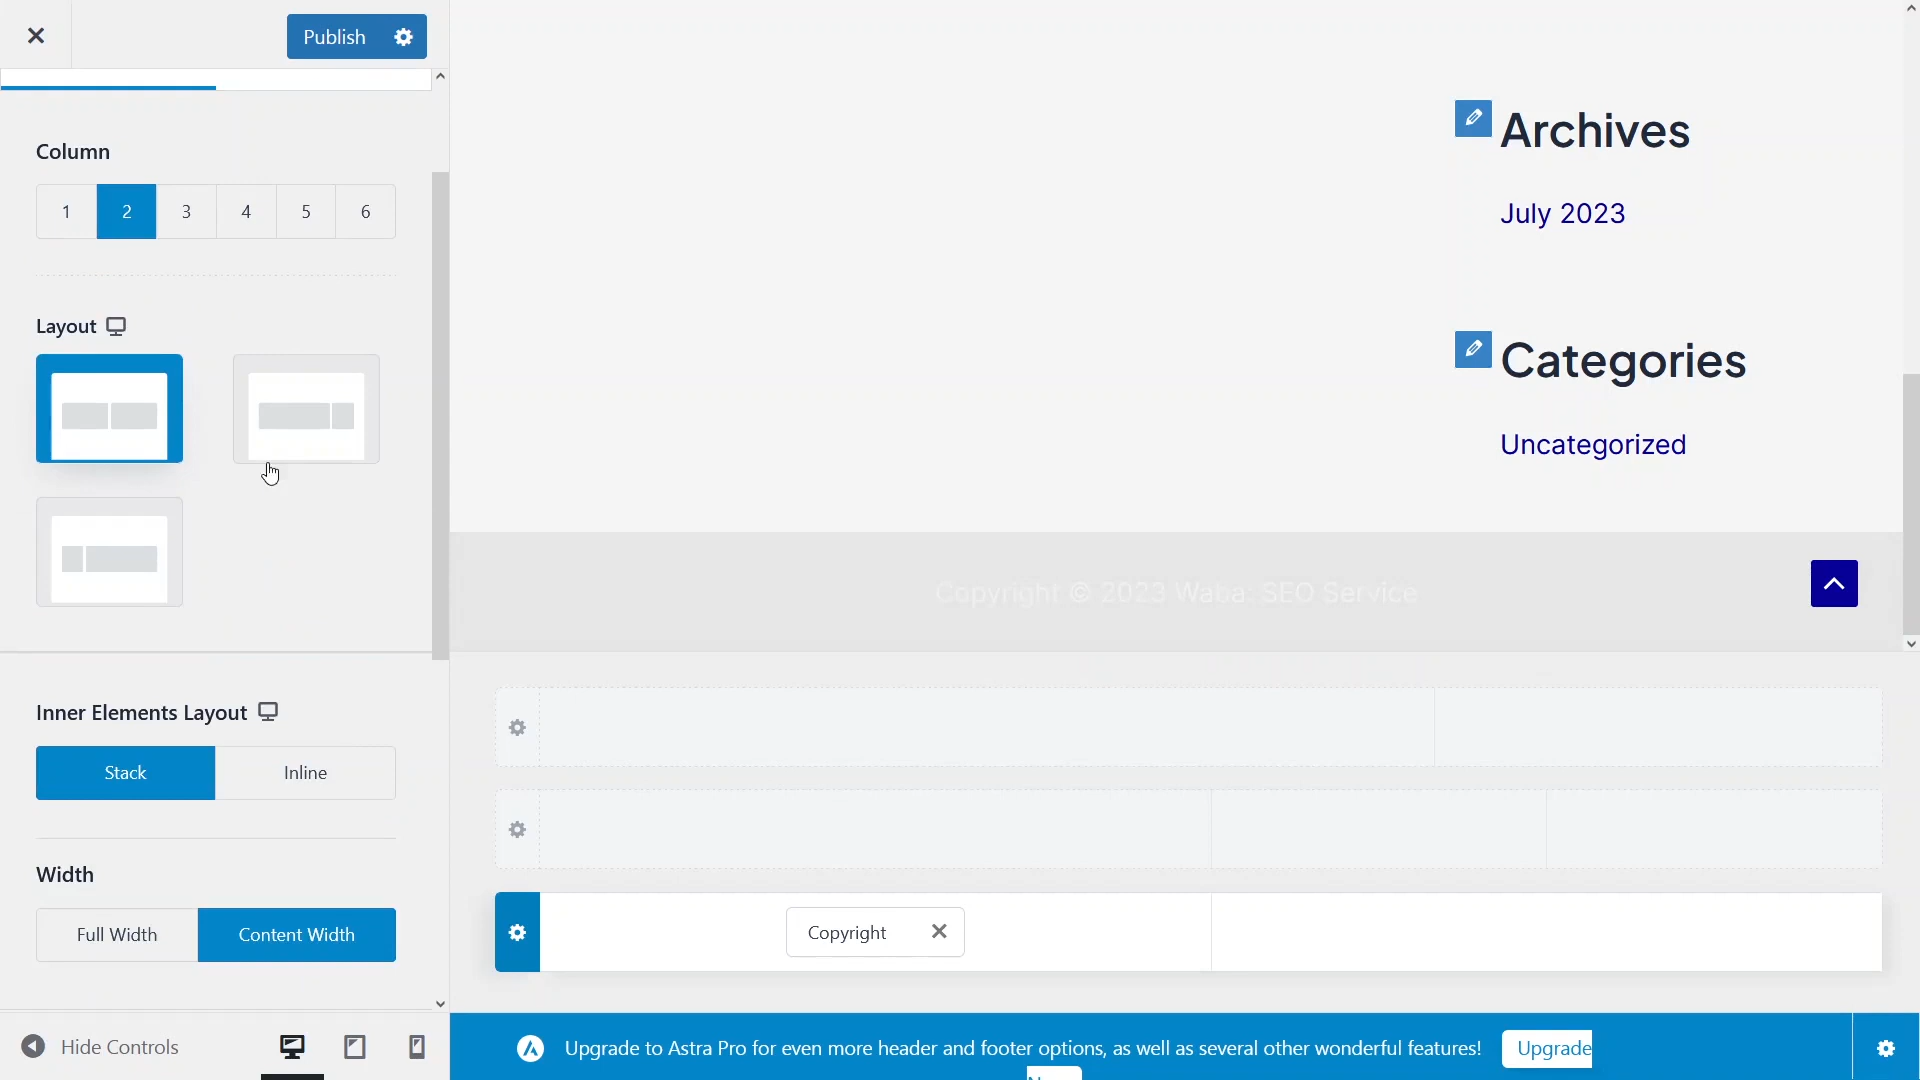 Publish
Column
1 2 3 4 5 6
Layout
Inner Elements Layout
Stack Inline
Width
Full Width Content Width
Hide Controls
Archives
July 2023
Categories
Uncategorized
Copyright © 2023 Waba: SEO Service
Copyright
Upgrade to Astra Pro for even more header and footer options, as well as several other wonderful features! Upgrade